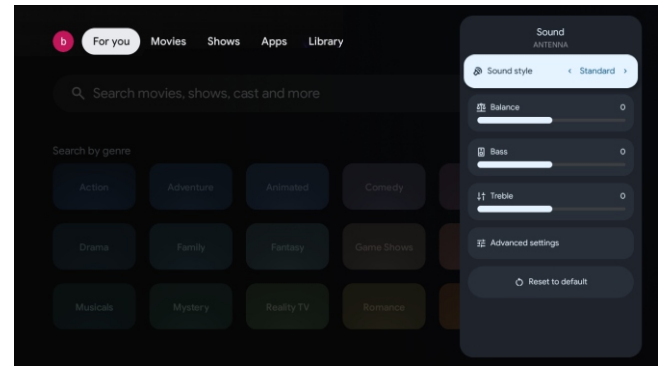 b For you Movies Shows Apps Library
Search movies, shows, cast and more
Search by genre
Action Adventure Animated Comedy
Drama Family Fantasy Game Shows
Musicals Mystery Reality TV Romance
Sound
ANTENNA
Sound style < Standard >
Balance 0
Bass 0
Treble 0
Advanced settings
Reset to default